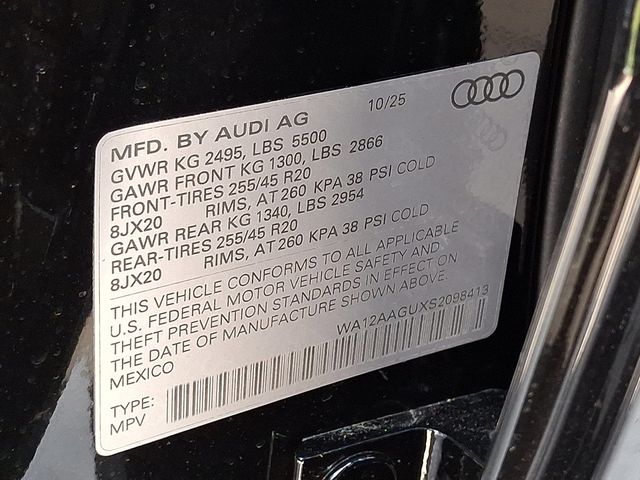 10/25
MFD. BY AUDI AG
GVWR KG 2495, LBS 5500
GAWR FRONT KG 1300, LBS 2866
FRONT-TIRES 255/45 R20
8JX20 RIMS, AT 260 KPA 38 PSI COLD
GAWR REAR KG 1340, LBS 2954
REAR-TIRES 255/45 R20
8JX20 RIMS, AT 260 KPA 38 PSI COLD
THIS VEHICLE CONFORMS TO ALL APPLICABLE
U.S. FEDERAL MOTOR VEHICLE SAFETY AND
THEFT PREVENTION STANDARDS IN EFFECT ON
THE DATE OF MANUFACTURE SHOWN ABOVE.
MEXICO WA12AAGUXS2098413
TYPE:
MPV